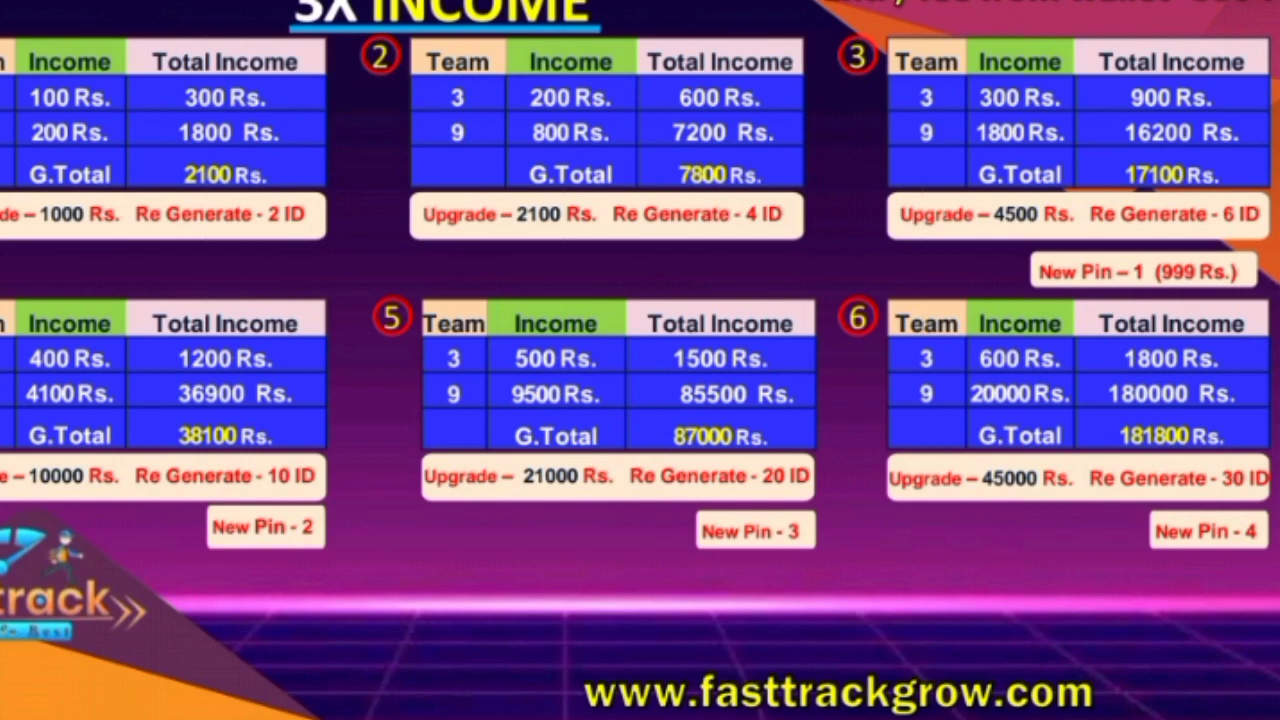 3X INCOME
Income Total Income
100 Rs. 300 Rs.
200 Rs. 1800 Rs.
G.Total 2100 Rs.
de – 1000 Rs. Re Generate - 2 ID
2
Team Income Total Income
3 200 Rs. 600 Rs.
9 800 Rs. 7200 Rs.
G.Total 7800 Rs.
Upgrade – 2100 Rs. Re Generate - 4 ID
3
Team Income Total Income
3 300 Rs. 900 Rs.
9 1800 Rs. 16200 Rs.
G.Total 17100 Rs.
Upgrade – 4500 Rs. Re Generate - 6 ID
New Pin – 1 (999 Rs.)
Income Total Income
400 Rs. 1200 Rs.
4100 Rs. 36900 Rs.
G.Total 38100 Rs.
e – 10000 Rs. Re Generate - 10 ID
New Pin - 2
5
Team Income Total Income
3 500 Rs. 1500 Rs.
9 9500 Rs. 85500 Rs.
G.Total 87000 Rs.
Upgrade – 21000 Rs. Re Generate - 20 ID
New Pin - 3
6
Team Income Total Income
3 600 Rs. 1800 Rs.
9 20000 Rs. 180000 Rs.
G.Total 181800 Rs.
Upgrade – 45000 Rs. Re Generate - 30 ID
New Pin - 4
track
www.fasttrackgrow.com